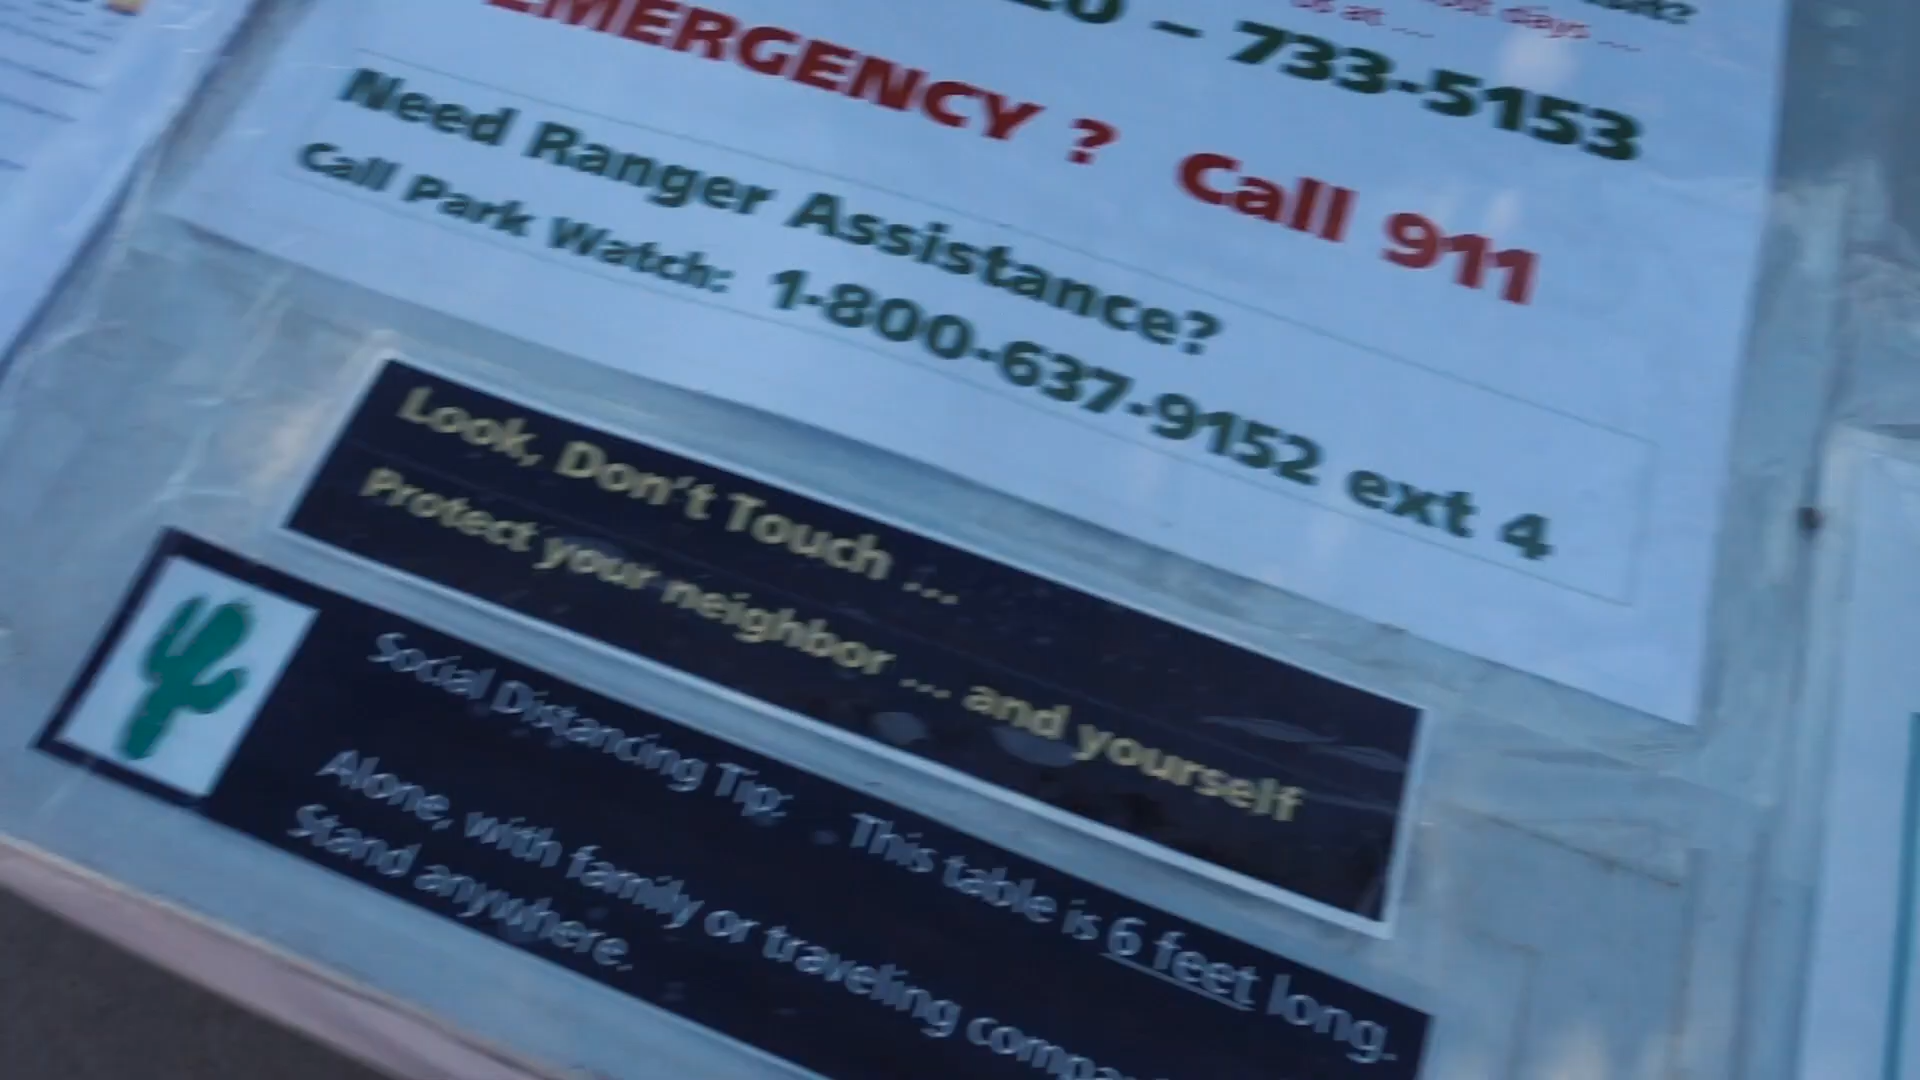 20 – 733-5153
EMERGENCY ? Call 911
Need Ranger Assistance?
Call Park Watch: 1-800-637-9152 ext 4
Look, Don't Touch ...
Protect your neighbor ... and yourself
Social Distancing Tip: This table is 6 feet long.
Alone, with family or traveling
Stand anywhere.